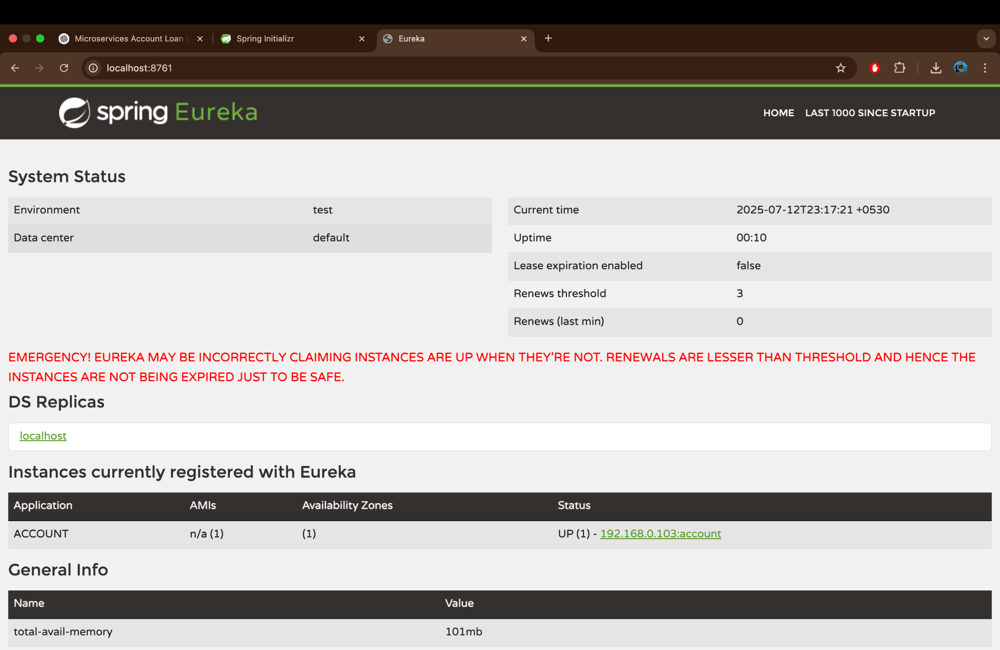 Microservices Account Loan
Spring Initializr
Eureka
localhost:8761
spring Eureka
HOME LAST 1000 SINCE STARTUP
System Status
Environment test
Data center default
Current time 2025-07-12T23:17:21 +0530
Uptime 00:10
Lease expiration enabled false
Renews threshold 3
Renews (last min) 0
EMERGENCY! EUREKA MAY BE INCORRECTLY CLAIMING INSTANCES ARE UP WHEN THEY'RE NOT. RENEWALS ARE LESSER THAN THRESHOLD AND HENCE THE
INSTANCES ARE NOT BEING EXPIRED JUST TO BE SAFE.
DS Replicas
localhost
Instances currently registered with Eureka
Application AMIs Availability Zones Status
ACCOUNT n/a (1) (1) UP (1) - 192.168.0.103:account
General Info
Name Value
total-avail-memory 101mb